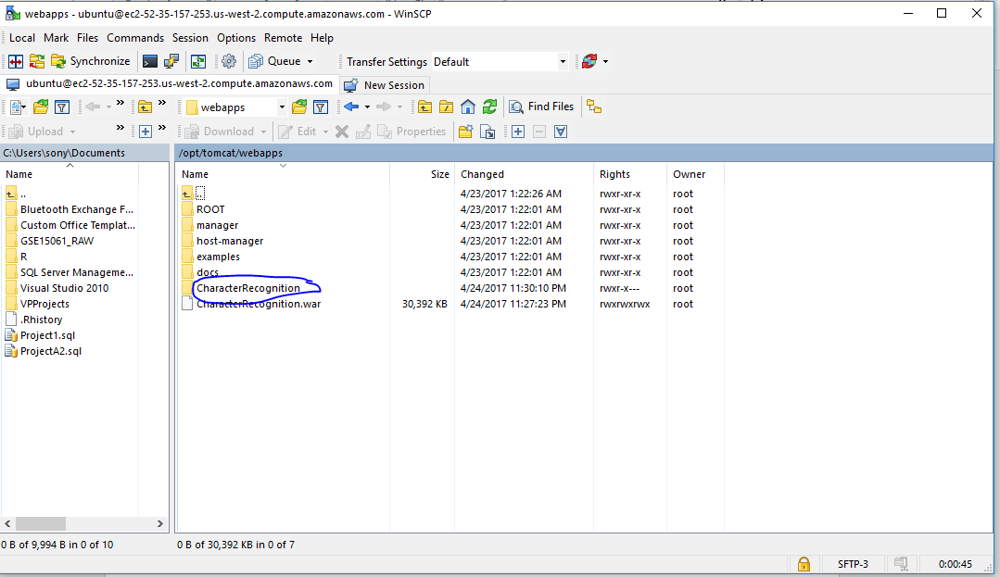 webapps - ubuntu@ec2-52-35-157-253.us-west-2.compute.amazonaws.com - WinSCP
Local Mark Files Commands Session Options Remote Help
Synchronize Queue Transfer Settings Default
ubuntu@ec2-52-35-157-253.us-west-2.compute.amazonaws.com New Session
webapps Find Files
Upload Download Edit Properties
C:\Users\sony\Documents /opt/tomcat/webapps
Name Name Size Changed Rights Owner
.. .. 4/23/2017 1:22:26 AM rwxr-xr-x root
Bluetooth Exchange F... ROOT 4/23/2017 1:22:01 AM rwxr-xr-x root
Custom Office Templat... manager 4/23/2017 1:22:01 AM rwxr-xr-x root
GSE15061_RAW host-manager 4/23/2017 1:22:01 AM rwxr-xr-x root
R examples 4/23/2017 1:22:01 AM rwxr-xr-x root
SQL Server Manageme... docs 4/23/2017 1:22:01 AM rwxr-xr-x root
Visual Studio 2010 CharacterRecognition 4/24/2017 11:30:10 PM rwxr-x--- root
VPProjects CharacterRecognition.war 30,392 KB 4/24/2017 11:27:23 PM rwxrwxrwx root
.Rhistory
Project1.sql
ProjectA2.sql
0 B of 9,994 B in 0 of 10 0 B of 30,392 KB in 0 of 7
SFTP-3 0:00:45